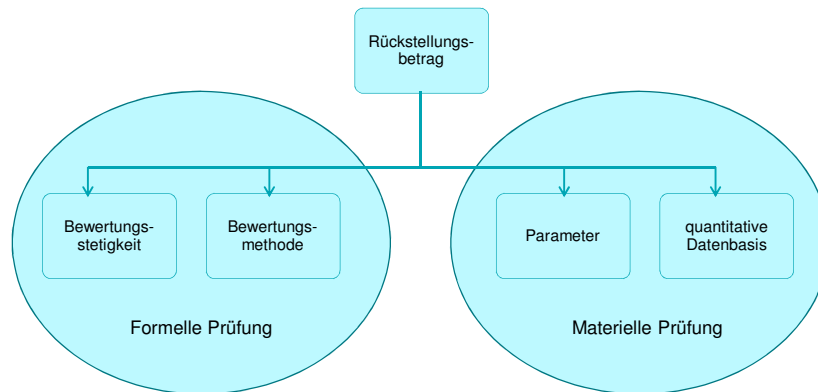 Rückstellungs-
betrag
Bewertungs-
stetigkeit
Bewertungs-
methode
Parameter
quantitative
Datenbasis
Formelle Prüfung
Materielle Prüfung